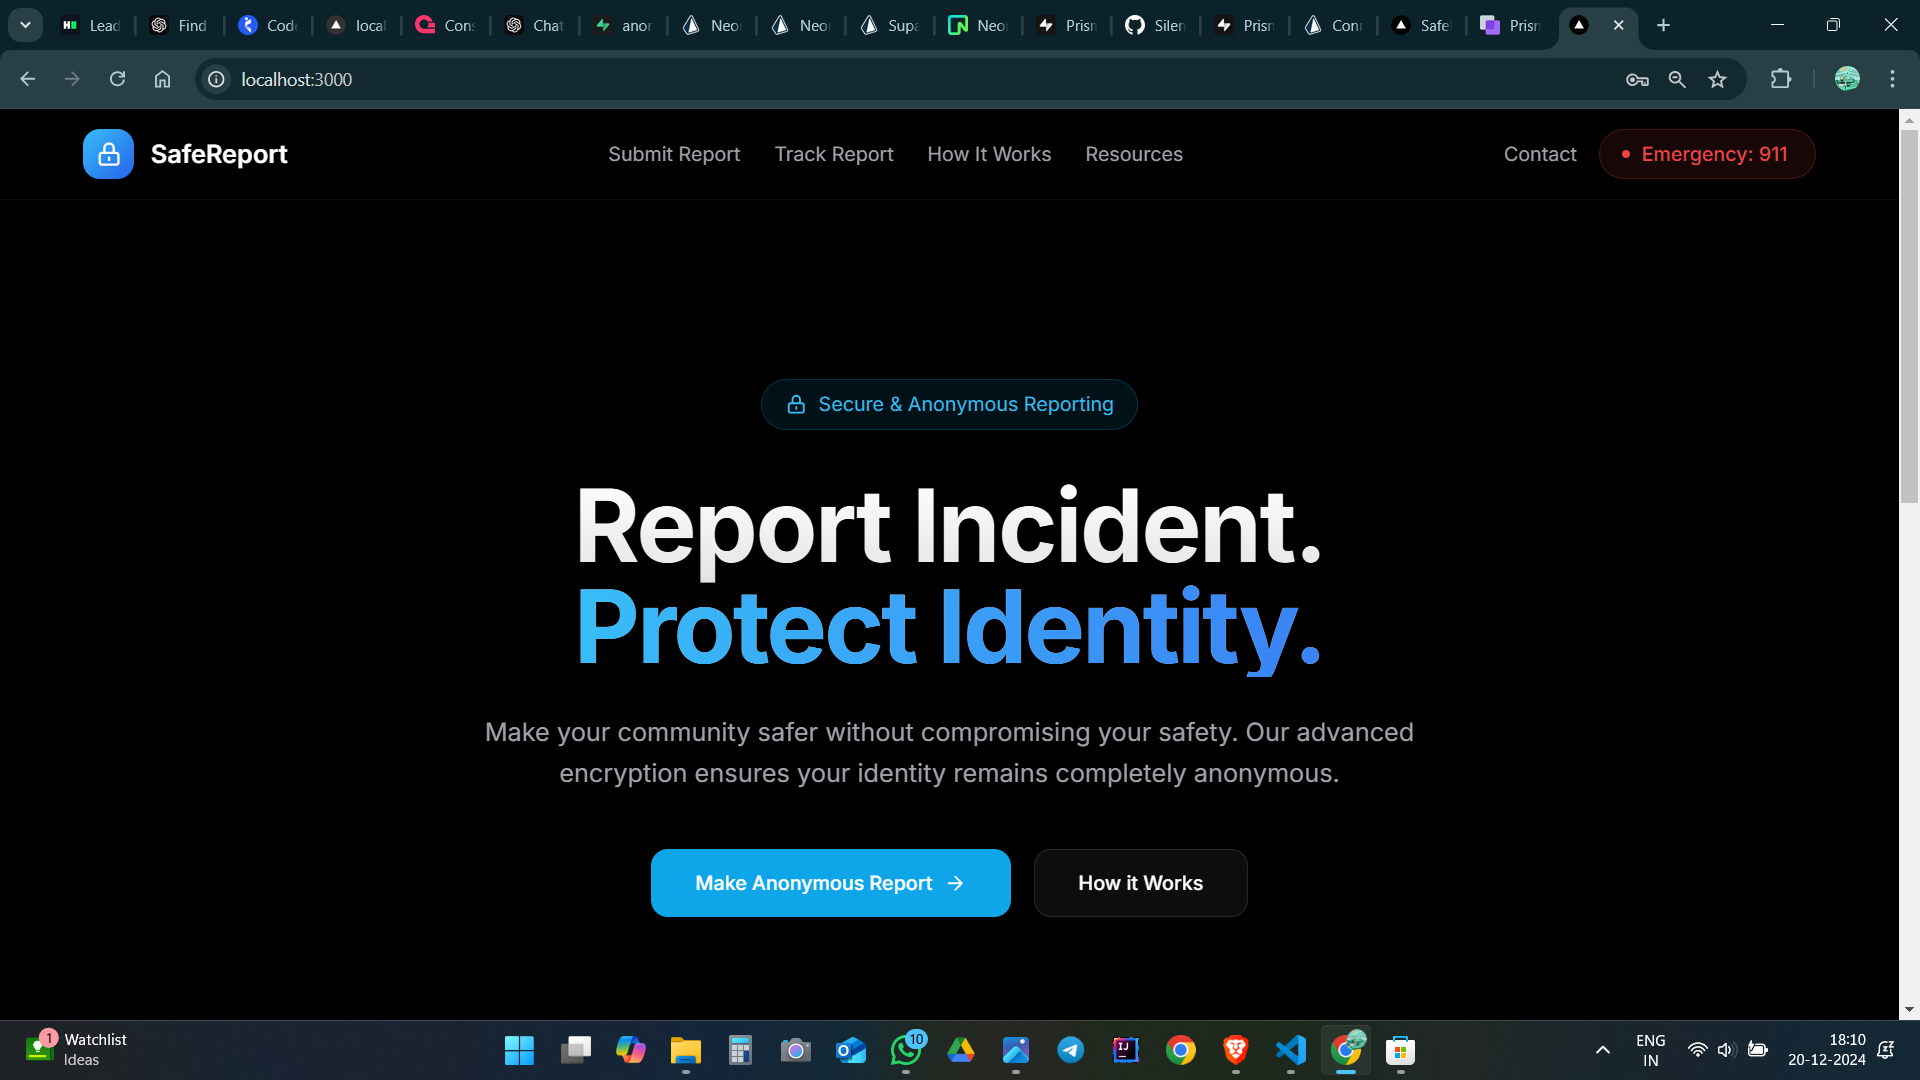 Lead
Find
Code
local
Cons
Chat
anor
Neon
Neon
Supa
Neon
Prism
Silen
Prism
Conn
Safe
Prism
localhost:3000
SafeReport
Submit Report
Track Report
How It Works
Resources
Contact
Emergency: 911
Secure & Anonymous Reporting
Report Incident.
Protect Identity.
Make your community safer without compromising your safety. Our advanced
encryption ensures your identity remains completely anonymous.
Make Anonymous Report
How it Works
1
Watchlist
Ideas
10
ENG
IN
18:10
20-12-2024